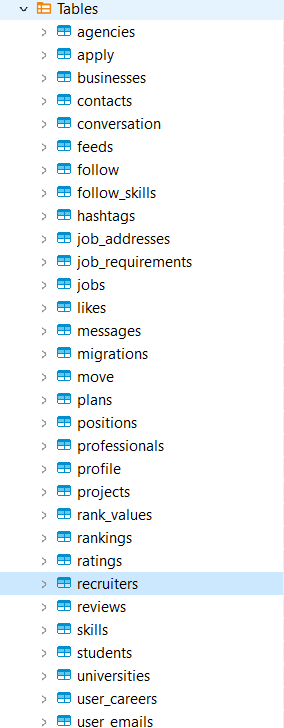 Tables
agencies
apply
businesses
contacts
conversation
feeds
follow
follow_skills
hashtags
job_addresses
job_requirements
jobs
likes
messages
migrations
move
plans
positions
professionals
profile
projects
rank_values
rankings
ratings
recruiters
reviews
skills
students
universities
user_careers
user_emails